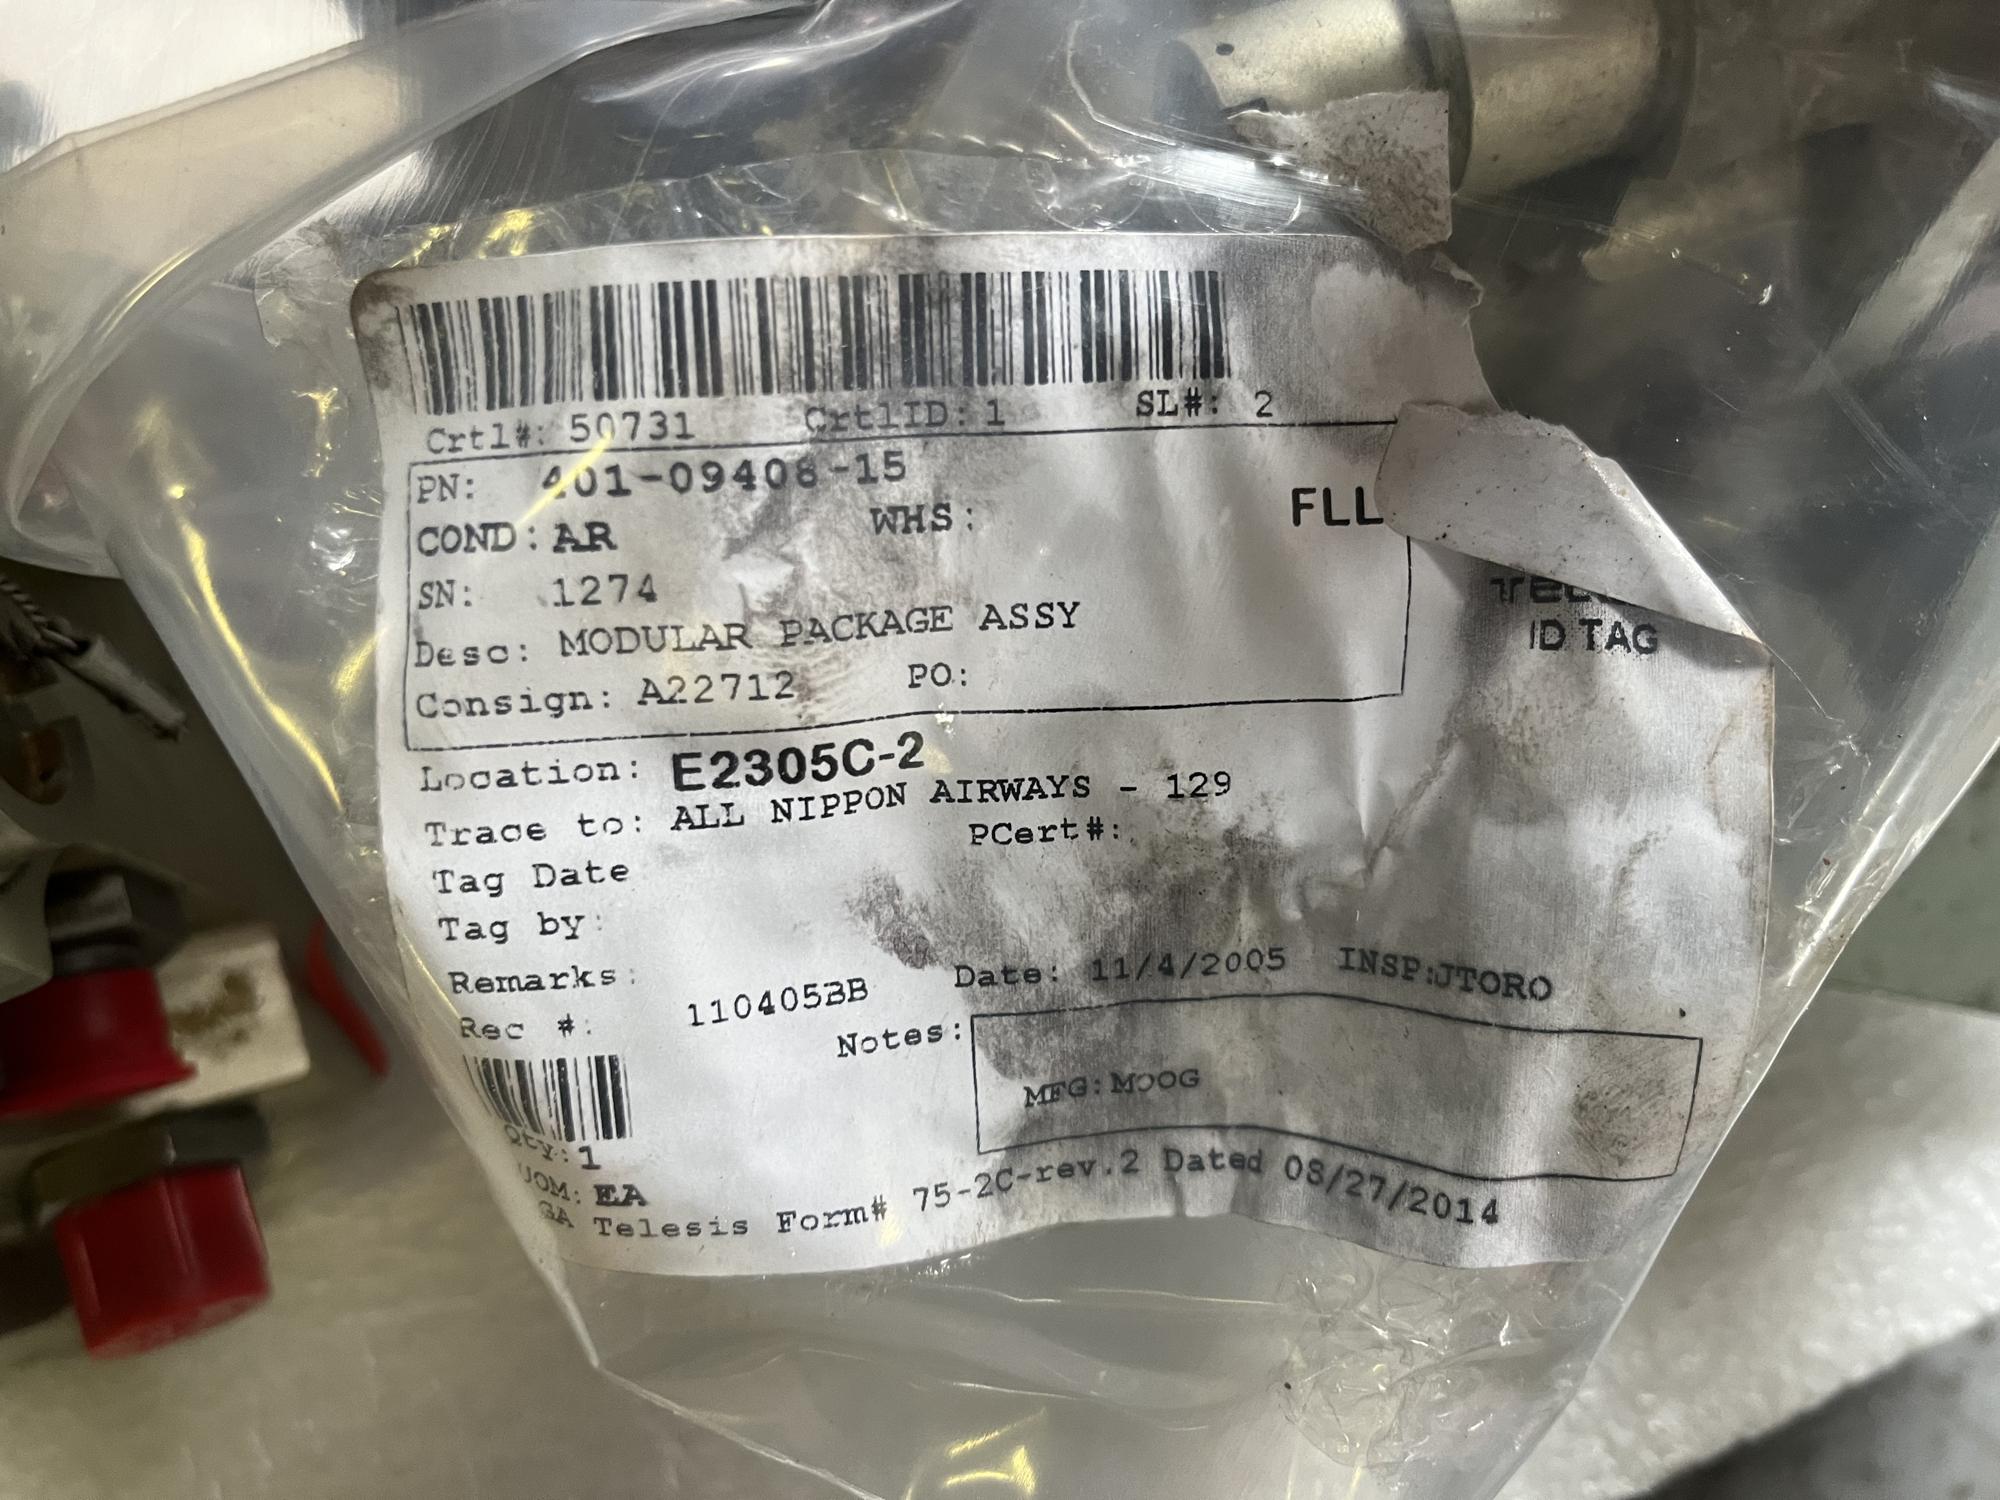 Crtl#: 50731 CrtlID: 1 SL#: 2
PN: 401-09408-15
COND: AR WHS: FLL
SN: 1274
Desc: MODULAR PACKAGE ASSY
Consign: A22712 PO:
ID TAG
Location: E2305C-2
Trace to: ALL NIPPON AIRWAYS - 129
Tag Date PCert#:
Tag by:
Remarks:
Rec #: 110405BB Date: 11/4/2005 INSP:JTORO
Notes:
MFG:MOOG
Qty: 1
UOM: EA
GA Telesis Form# 75-2C-rev.2 Dated 08/27/2014